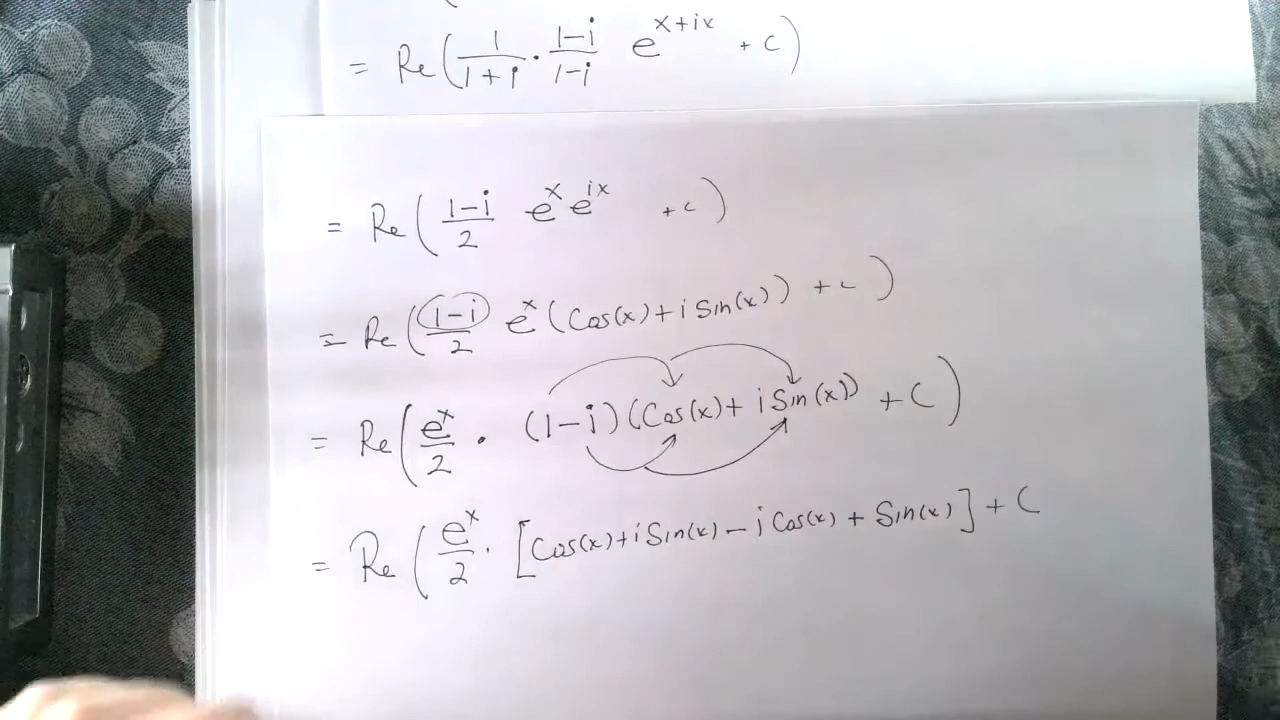 = Re(1/(1+i) · (1-i)/(1-i) e^(x+ix) + c)
= Re((1-i)/2 e^x e^(ix) + c)
= Re((1-i)/2 e^x (Cos(x) + i Sin(x)) + c)
= Re(e^x/2 · (1-i)(Cos(x) + i Sin(x)) + C)
= Re(e^x/2 · [Cos(x) + i Sin(x) - i Cos(x) + Sin(x)] + C